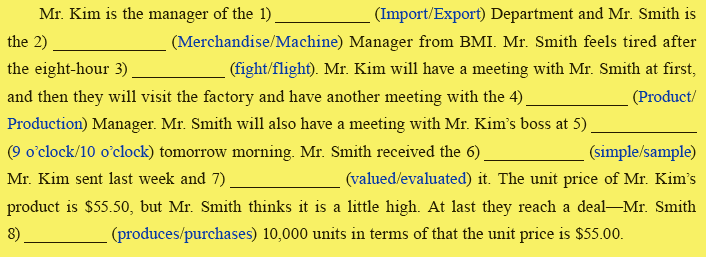 Mr. Kim is the manager of the 1) ____________ (Import/Export) Department and Mr. Smith is
the 2) ______________ (Merchandise/Machine) Manager from BMI. Mr. Smith feels tired after
the eight-hour 3) ____________ (fight/flight). Mr. Kim will have a meeting with Mr. Smith at first,
and then they will visit the factory and have another meeting with the 4) _____________ (Product/
Production) Manager. Mr. Smith will also have a meeting with Mr. Kim's boss at 5) _____________
(9 o'clock/10 o'clock) tomorrow morning. Mr. Smith received the 6) ____________ (simple/sample)
Mr. Kim sent last week and 7) ______________ (valued/evaluated) it. The unit price of Mr. Kim's
product is $55.50, but Mr. Smith thinks it is a little high. At last they reach a deal—Mr. Smith
8) __________ (produces/purchases) 10,000 units in terms of that the unit price is $55.00.